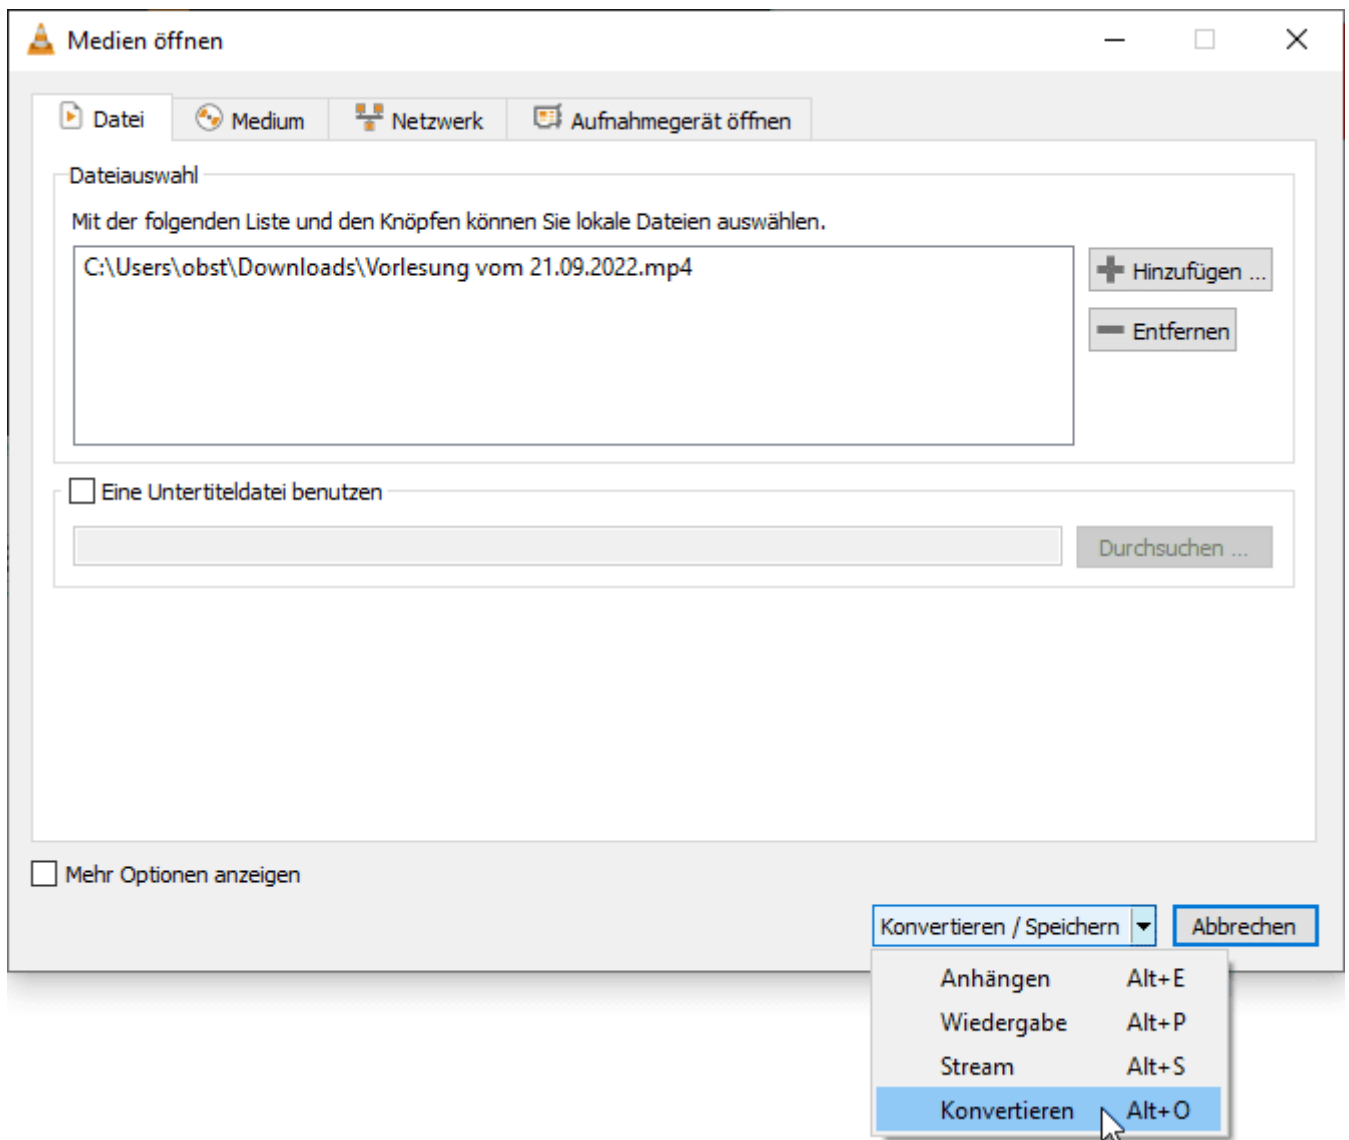 Medien öffnen
Datei Medium Netzwerk Aufnahmegerät öffnen
Dateiauswahl
Mit der folgenden Liste und den Knöpfen können Sie lokale Dateien auswählen.
C:\Users\obst\Downloads\Vorlesung vom 21.09.2022.mp4
Hinzufügen ...
Entfernen
Eine Untertiteldatei benutzen
Durchsuchen ...
Mehr Optionen anzeigen
Konvertieren / Speichern Abbrechen
Anhängen Alt+E
Wiedergabe Alt+P
Stream Alt+S
Konvertieren Alt+O